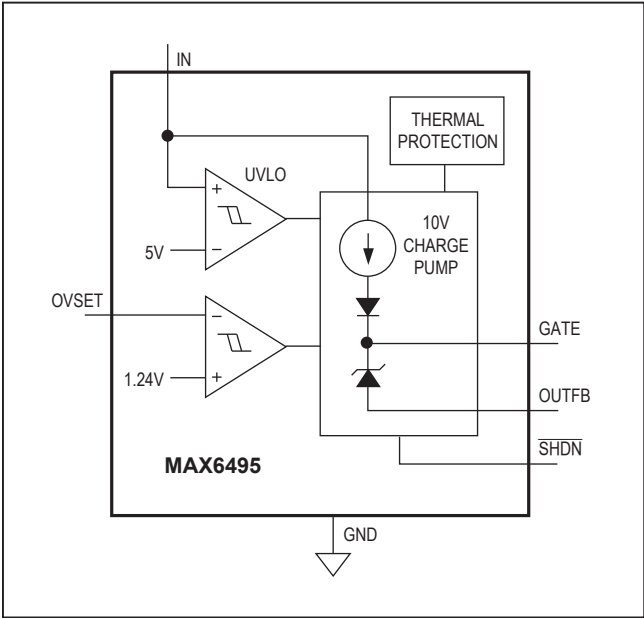 IN
THERMAL
PROTECTION
UVLO
+
10V
CHARGE
PUMP
5V
−
OVSET
−
GATE
1.24V
+
OUTFB
SHDN
MAX6495
GND